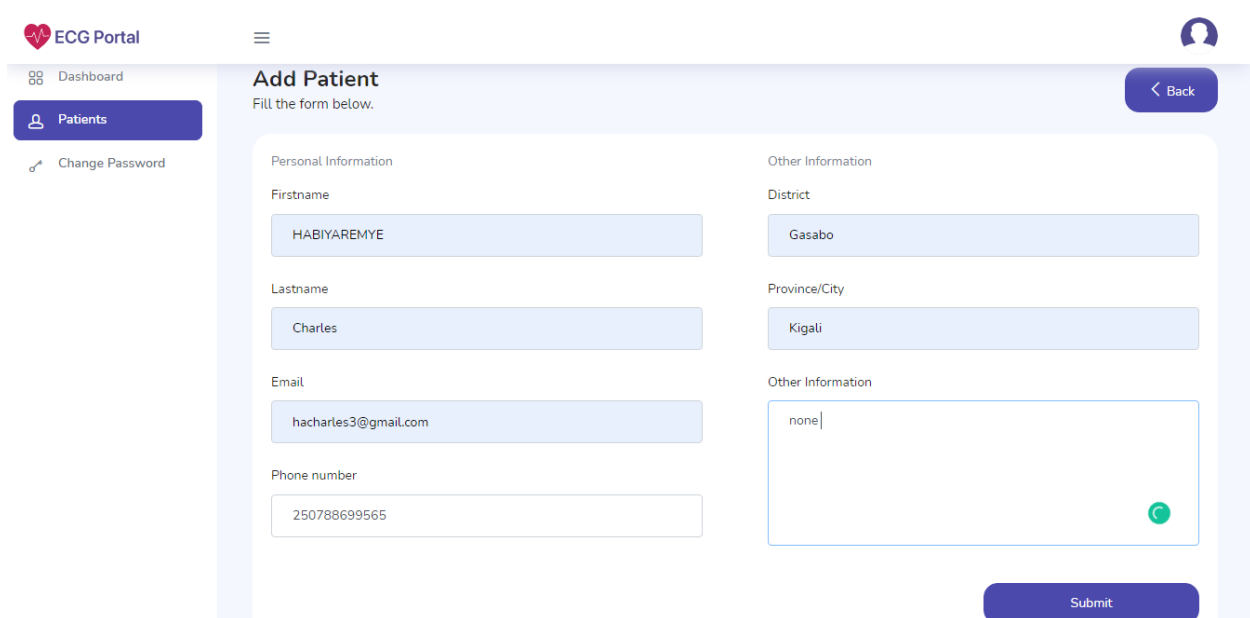 ECG Portal
Dashboard
Patients
Change Password
Add Patient
Fill the form below.
Back
Personal Information
Firstname
HABIYAREMYE
Lastname
Charles
Email
hacharles3@gmail.com
Phone number
250788699565
Other Information
District
Gasabo
Province/City
Kigali
Other Information
none
Submit